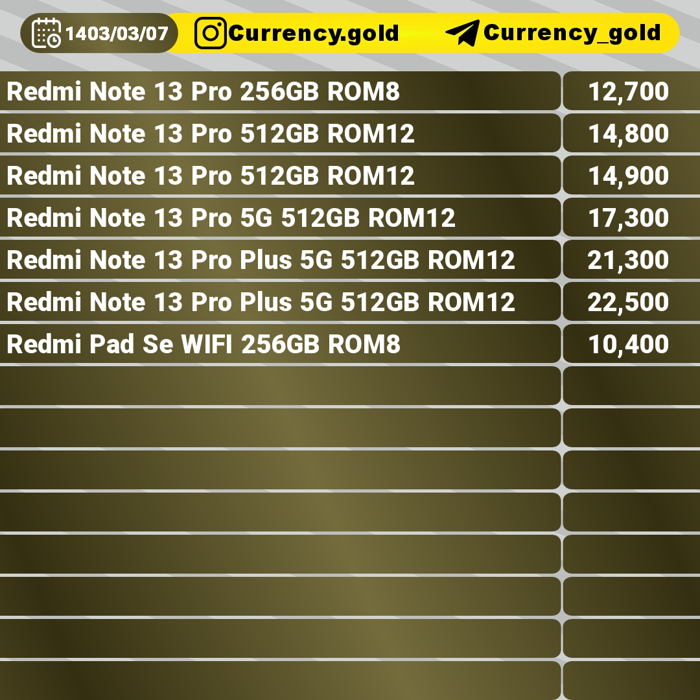 1403/03/07 Currency.gold Currency_gold
Redmi Note 13 Pro 256GB ROM8 12,700
Redmi Note 13 Pro 512GB ROM12 14,800
Redmi Note 13 Pro 512GB ROM12 14,900
Redmi Note 13 Pro 5G 512GB ROM12 17,300
Redmi Note 13 Pro Plus 5G 512GB ROM12 21,300
Redmi Note 13 Pro Plus 5G 512GB ROM12 22,500
Redmi Pad Se WIFI 256GB ROM8 10,400